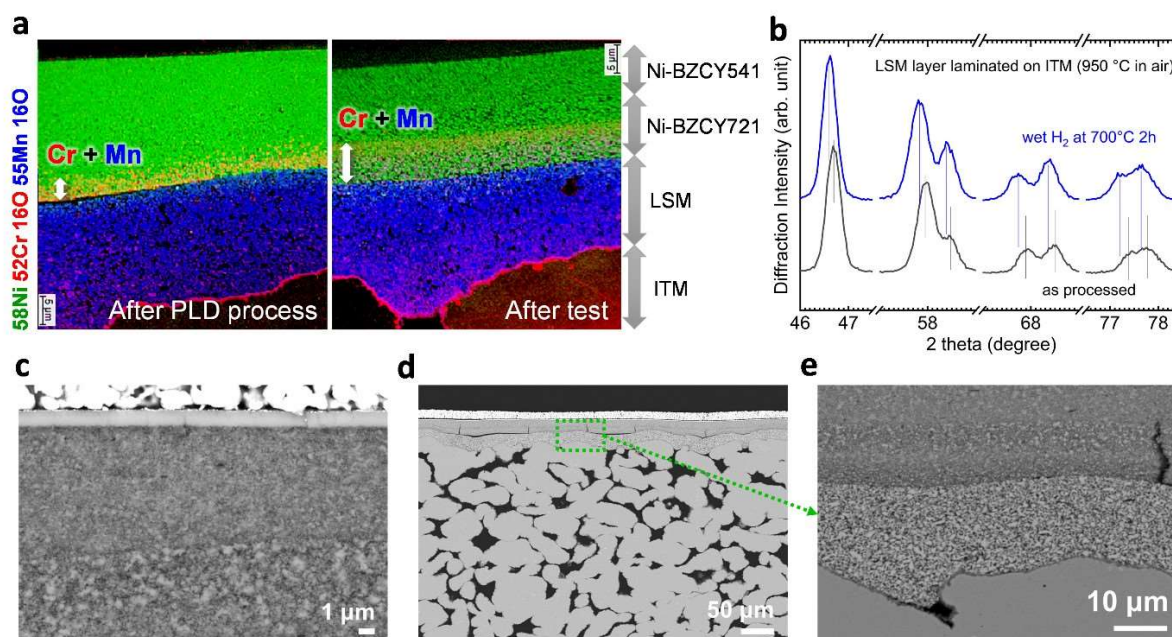 a
58Ni 52Cr 16O 55Mn 16O
Cr + Mn
5 μm
After PLD process
Cr + Mn
5 μm
After test
Ni-BZCY541
Ni-BZCY721
LSM
ITM
b
Diffraction Intensity (arb. unit)
LSM layer laminated on ITM (950 °C in air)
wet H₂ at 700°C 2h
as processed
46 47 58 68 70 77 78
2 theta (degree)
c
1 μm
d
50 μm
e
10 μm